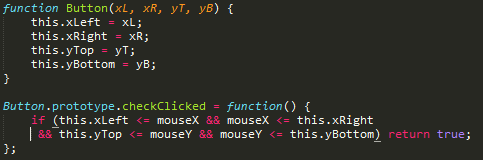 function Button(xL, xR, yT, yB) {
this.xLeft = xL;
this.xRight = xR;
this.yTop = yT;
this.yBottom = yB;
}
Button.prototype.checkClicked = function() {
if (this.xLeft <= mouseX && mouseX <= this.xRight
&& this.yTop <= mouseY && mouseY <= this.yBottom) return true;
};